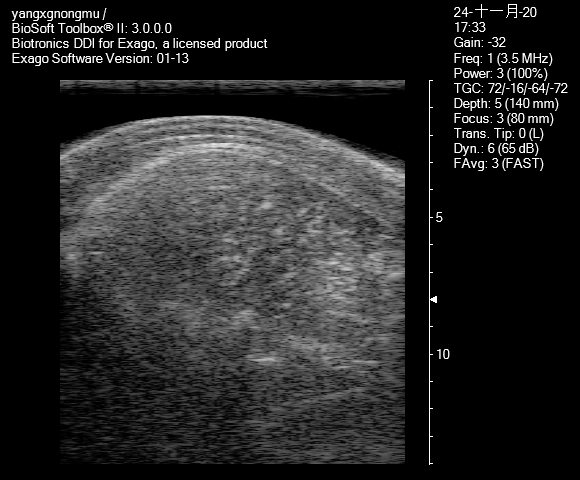 yangxgnongmu /
BioSoft Toolbox® II: 3.0.0.0
Biotronics DDI for Exago, a licensed product
Exago Software Version: 01-13
24-十一月-20
17:33
Gain: -32
Freq: 1 (3.5 MHz)
Power: 3 (100%)
TGC: 72/-16/-64/-72
Depth: 5 (140 mm)
Focus: 3 (80 mm)
Trans. Tip: 0 (L)
Dyn.: 6 (65 dB)
FAvg: 3 (FAST)
5
10